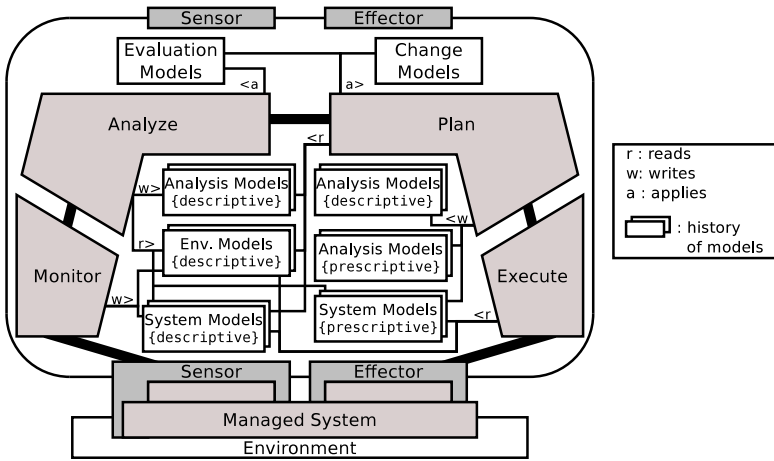 Sensor
Effector
Evaluation
Models
Change
Models
<a
a>
Analyze
Plan
<r
r : reads
w: writes
a : applies
: history
of models
w>
Analysis Models
{descriptive}
Analysis Models
{descriptive}
<w
r>
Env. Models
{descriptive}
Analysis Models
{prescriptive}
Monitor
Execute
w>
System Models
{descriptive}
System Models
{prescriptive}
<r
Sensor
Effector
Managed System
Environment